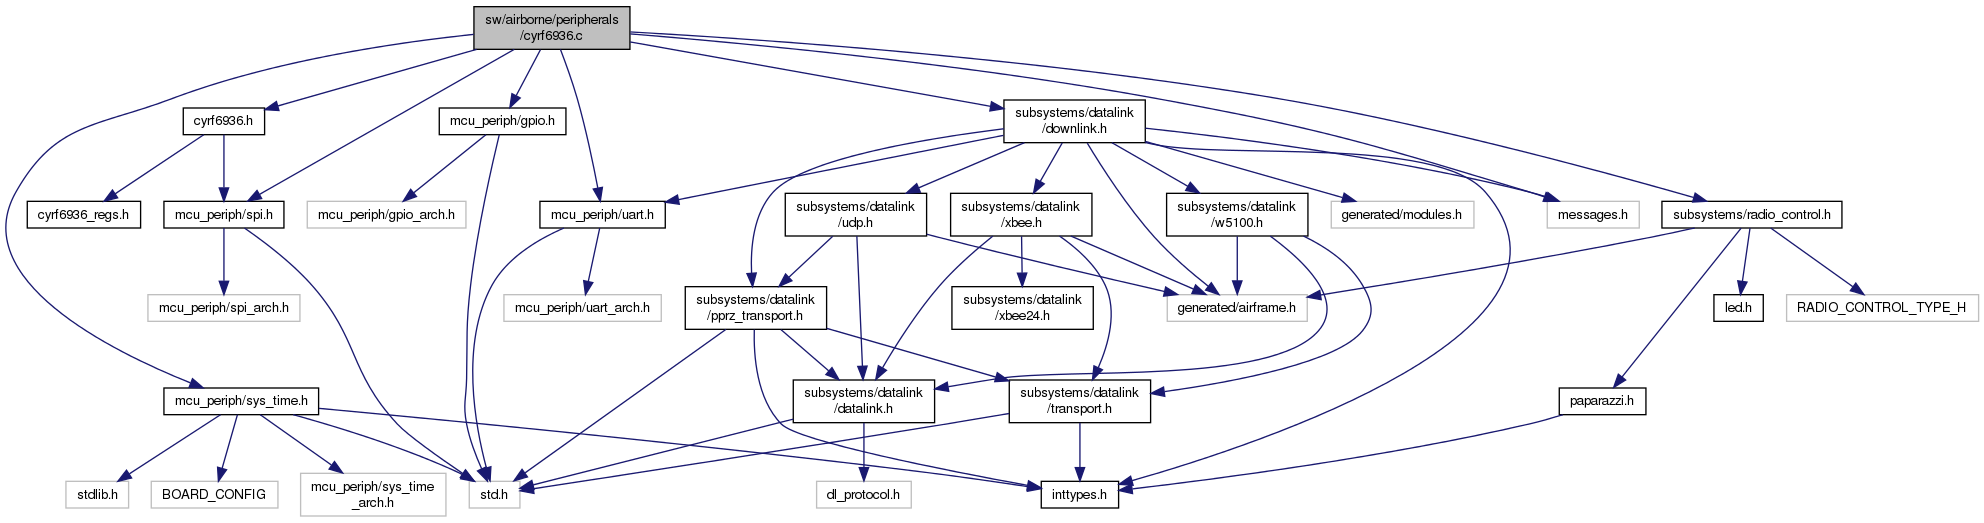 sw/airborne/peripherals
/cyrf6936.c
cyrf6936.h
mcu_periph/gpio.h
subsystems/datalink
/downlink.h
cyrf6936_regs.h
mcu_periph/spi.h
mcu_periph/gpio_arch.h
mcu_periph/uart.h
subsystems/datalink
/udp.h
subsystems/datalink
/xbee.h
subsystems/datalink
/w5100.h
generated/modules.h
messages.h
subsystems/radio_control.h
mcu_periph/spi_arch.h
mcu_periph/uart_arch.h
subsystems/datalink
/pprz_transport.h
subsystems/datalink
/xbee24.h
generated/airframe.h
led.h
RADIO_CONTROL_TYPE_H
mcu_periph/sys_time.h
subsystems/datalink
/datalink.h
subsystems/datalink
/transport.h
paparazzi.h
stdlib.h
BOARD_CONFIG
mcu_periph/sys_time
_arch.h
std.h
dl_protocol.h
inttypes.h